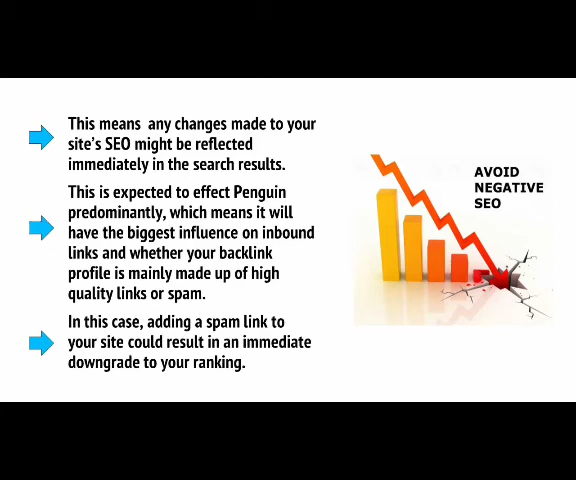 This means any changes made to your
site's SEO might be reflected
immediately in the search results.
This is expected to effect Penguin
predominantly, which means it will
have the biggest influence on inbound
links and whether your backlink
profile is mainly made up of high
quality links or spam.
In this case, adding a spam link to
your site could result in an immediate
downgrade to your ranking.
AVOID
NEGATIVE
SEO